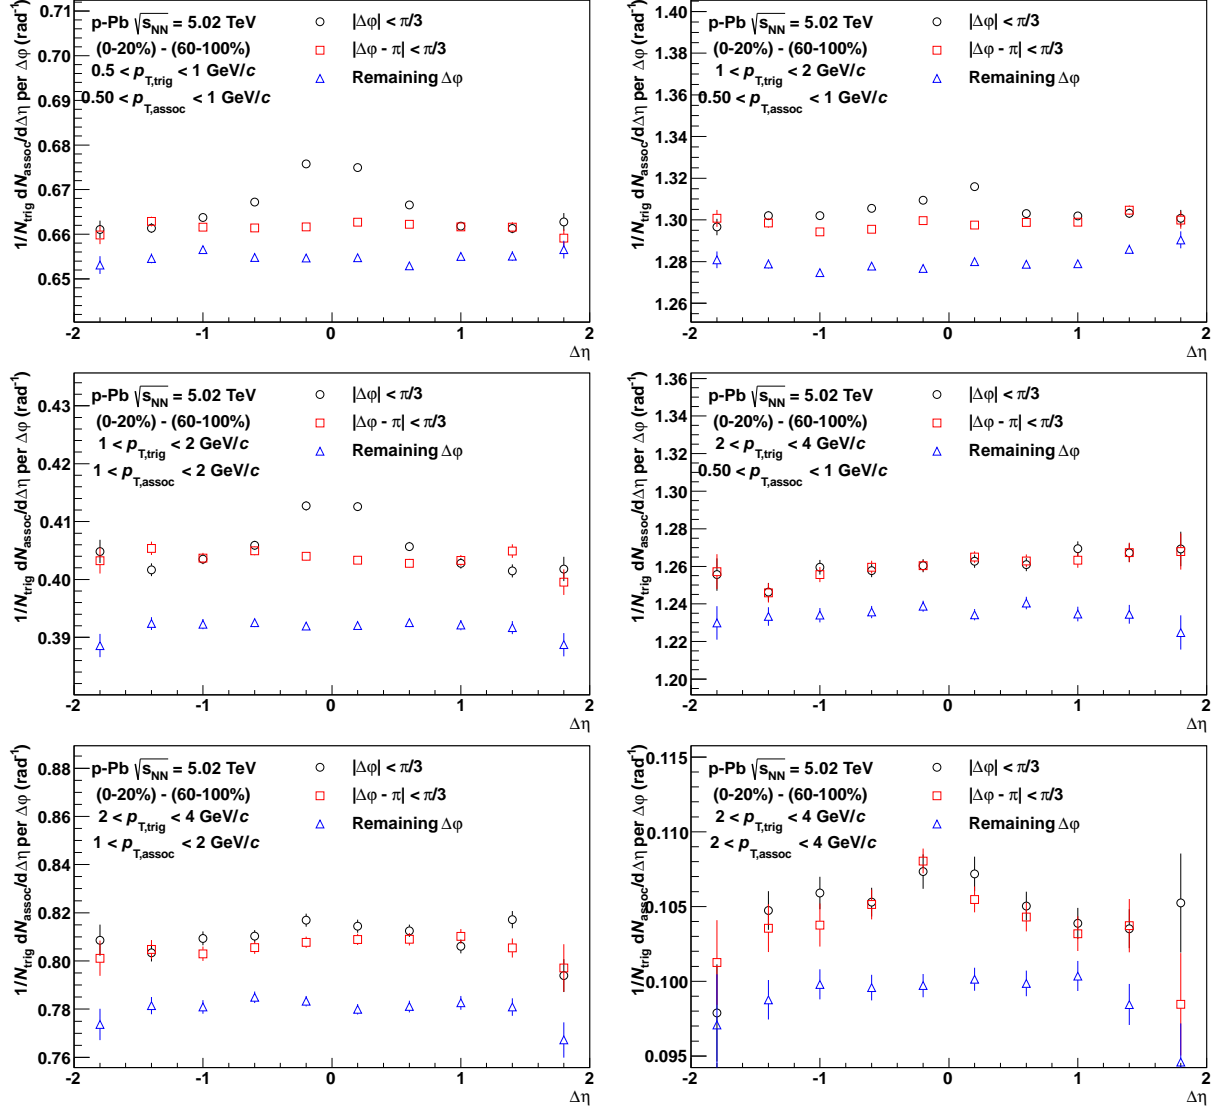 p-Pb √sNN = 5.02 TeV
(0-20%) - (60-100%)
0.5 < pT,trig < 1 GeV/c
0.50 < pT,assoc < 1 GeV/c
|Δφ| < π/3
|Δφ - π| < π/3
Remaining Δφ
1/Ntrig dNassoc/dΔη per Δφ (rad-1)
0.71
0.70
0.69
0.68
0.67
0.66
0.65
-2
-1
0
1
2
Δη
p-Pb √sNN = 5.02 TeV
(0-20%) - (60-100%)
1 < pT,trig < 2 GeV/c
0.50 < pT,assoc < 1 GeV/c
|Δφ| < π/3
|Δφ - π| < π/3
Remaining Δφ
1/Ntrig dNassoc/dΔη per Δφ (rad-1)
1.40
1.38
1.36
1.34
1.32
1.30
1.28
1.26
-2
-1
0
1
2
Δη
p-Pb √sNN = 5.02 TeV
(0-20%) - (60-100%)
1 < pT,trig < 2 GeV/c
1 < pT,assoc < 2 GeV/c
|Δφ| < π/3
|Δφ - π| < π/3
Remaining Δφ
1/Ntrig dNassoc/dΔη per Δφ (rad-1)
0.43
0.42
0.41
0.40
0.39
-2
-1
0
1
2
Δη
p-Pb √sNN = 5.02 TeV
(0-20%) - (60-100%)
2 < pT,trig < 4 GeV/c
0.50 < pT,assoc < 1 GeV/c
|Δφ| < π/3
|Δφ - π| < π/3
Remaining Δφ
1/Ntrig dNassoc/dΔη per Δφ (rad-1)
1.36
1.34
1.32
1.30
1.28
1.26
1.24
1.22
1.20
-2
-1
0
1
2
Δη
p-Pb √sNN = 5.02 TeV
(0-20%) - (60-100%)
2 < pT,trig < 4 GeV/c
1 < pT,assoc < 2 GeV/c
|Δφ| < π/3
|Δφ - π| < π/3
Remaining Δφ
1/Ntrig dNassoc/dΔη per Δφ (rad-1)
0.88
0.86
0.84
0.82
0.80
0.78
0.76
-2
-1
0
1
2
Δη
p-Pb √sNN = 5.02 TeV
(0-20%) - (60-100%)
2 < pT,trig < 4 GeV/c
2 < pT,assoc < 4 GeV/c
|Δφ| < π/3
|Δφ - π| < π/3
Remaining Δφ
1/Ntrig dNassoc/dΔη per Δφ (rad-1)
0.115
0.110
0.105
0.100
0.095
-2
-1
0
1
2
Δη